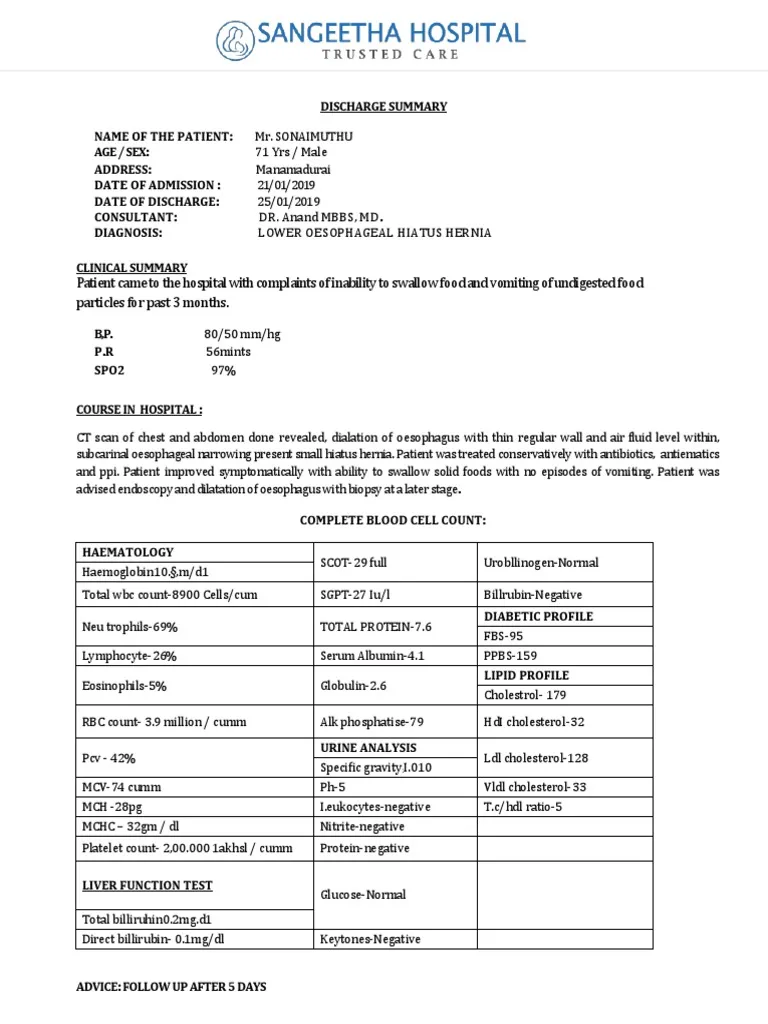 SANGEETHA HOSPITAL
TRUSTED CARE
DISCHARGE SUMMARY
NAME OF THE PATIENT: Mr. SONAIMUTHU
AGE / SEX: 71 Yrs / Male
ADDRESS: Manamadurai
DATE OF ADMISSION : 21/01/2019
DATE OF DISCHARGE: 25/01/2019
CONSULTANT: DR. Anand MBBS, MD.
DIAGNOSIS: LOWER OESOPHAGEAL HIATUS HERNIA
CLINICAL SUMMARY
Patient came to the hospital with complaints of inability to swallow food and vomiting of undigested food
particles for past 3 months.
B,P. 80/50 mm/hg
P.R 56mints
SPO2 97%
COURSE IN HOSPITAL :
CT scan of chest and abdomen done revealed, dialation of oesophagus with thin regular wall and air fluid level within,
subcarinal oesophageal narrowing present small hiatus hernia. Patient was treated conservatively with antibiotics, antiematics
and ppi. Patient improved symptomatically with ability to swallow solid foods with no episodes of vomiting. Patient was
advised endoscopy and dilatation of oesophagus with biopsy at a later stage.
COMPLETE BLOOD CELL COUNT:
HAEMATOLOGY
Haemoglobin10.§,m/d1
SCOT- 29 full
Urobllinogen-Normal
Total wbc count-8900 Cells/cum
SGPT-27 Iu/l
Billrubin-Negative
Neu trophils-69%
TOTAL PROTEIN-7.6
DIABETIC PROFILE
FBS-95
Lymphocyte-26%
Serum Albumin-4.1
PPBS-159
Eosinophils-5%
Globulin-2.6
LIPID PROFILE
Cholestrol- 179
RBC count- 3.9 million / cumm
Alk phosphatise-79
HdI cholesterol-32
Pcv - 42%
URINE ANALYSIS
Specific gravity.I.010
Ldl cholesterol-128
MCV-74 cumm
Ph-5
Vldl cholesterol-33
MCH -28pg
I.eukocytes-negative
T.c/hdl ratio-5
MCHC – 32gm / dl
Nitrite-negative
Platelet count- 2,00.000 1akhsl / cumm
Protein-negative
LIVER FUNCTION TEST
Glucose-Normal
Total billiruhin0.2mg.d1
Direct billirubin- 0.1mg/dl
Keytones-Negative
ADVICE: FOLLOW UP AFTER 5 DAYS